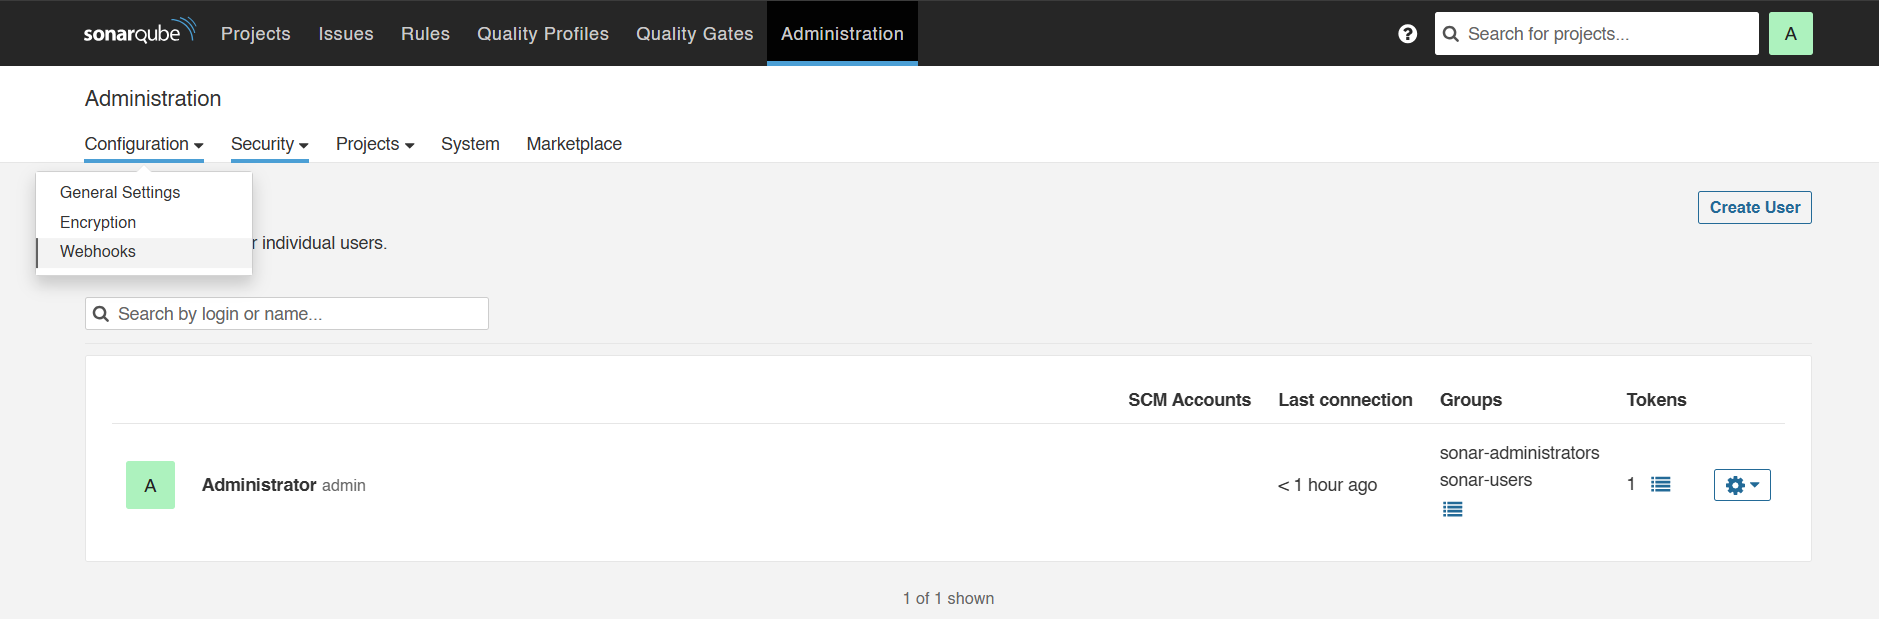 sonarqube Projects Issues Rules Quality Profiles Quality Gates Administration ? Search for projects... A
Administration
Configuration Security Projects System Marketplace
General Settings
Create User
Encryption
r individual users.
Webhooks
Search by login or name...
SCM Accounts Last connection Groups Tokens
sonar-administrators
A Administrator admin < 1 hour ago sonar-users 1
1 of 1 shown